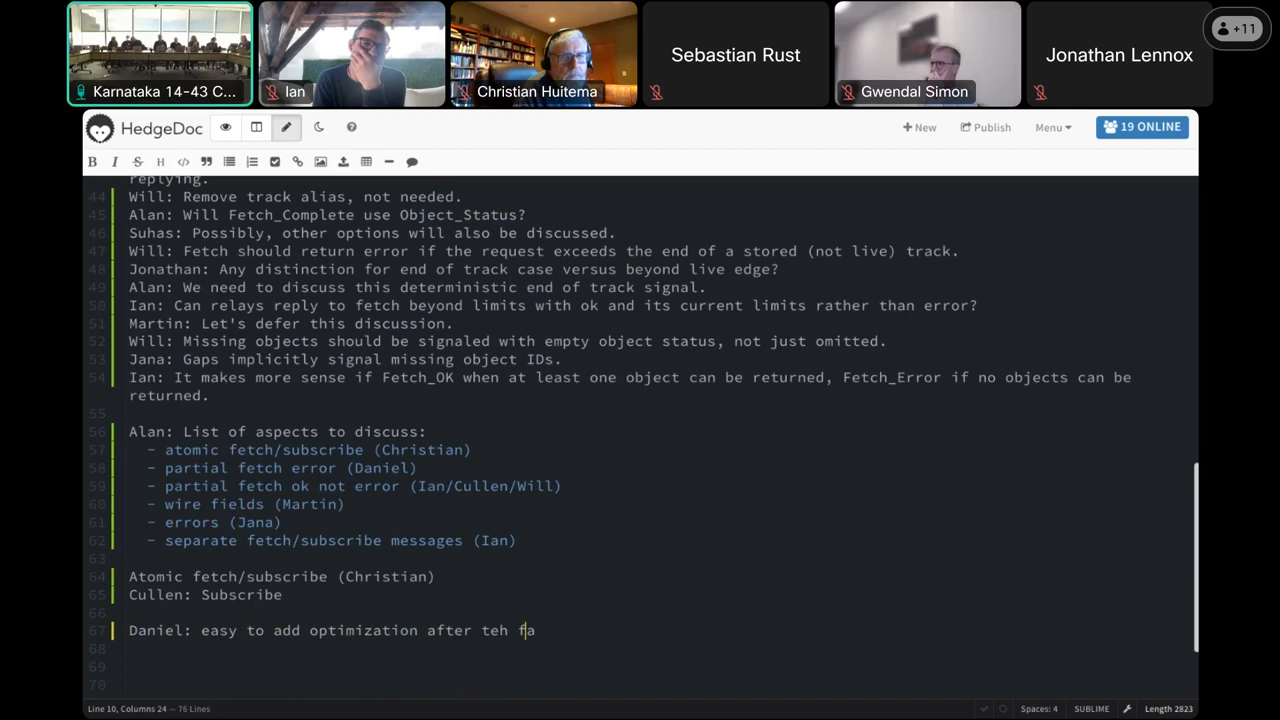 Karnataka 14-43 C...
Ian
Christian Huitema
Sebastian Rust
Gwendal Simon
Jonathan Lennox
+11
HedgeDoc
New
Publish
Menu
19 ONLINE
B I S H
replying.
44 Will: Remove track alias, not needed.
45 Alan: Will Fetch_Complete use Object_Status?
46 Suhas: Possibly, other options will also be discussed.
47 Will: Fetch should return error if the request exceeds the end of a stored (not live) track.
48 Jonathan: Any distinction for end of track case versus beyond live edge?
49 Alan: We need to discuss this deterministic end of track signal.
50 Ian: Can relays reply to fetch beyond limits with ok and its current limits rather than error?
51 Martin: Let's defer this discussion.
52 Will: Missing objects should be signaled with empty object status, not just omitted.
53 Jana: Gaps implicitly signal missing object IDs.
54 Ian: It makes more sense if Fetch_OK when at least one object can be returned, Fetch_Error if no objects can be
returned.
55
56 Alan: List of aspects to discuss:
57 - atomic fetch/subscribe (Christian)
58 - partial fetch error (Daniel)
59 - partial fetch ok not error (Ian/Cullen/Will)
60 - wire fields (Martin)
61 - errors (Jana)
62 - separate fetch/subscribe messages (Ian)
63
64 Atomic fetch/subscribe (Christian)
65 Cullen: Subscribe
66
67 Daniel: easy to add optimization after teh fa
68
69
70
Line 10, Columns 24 — 76 Lines
Spaces: 4
SUBLIME
Length 2823